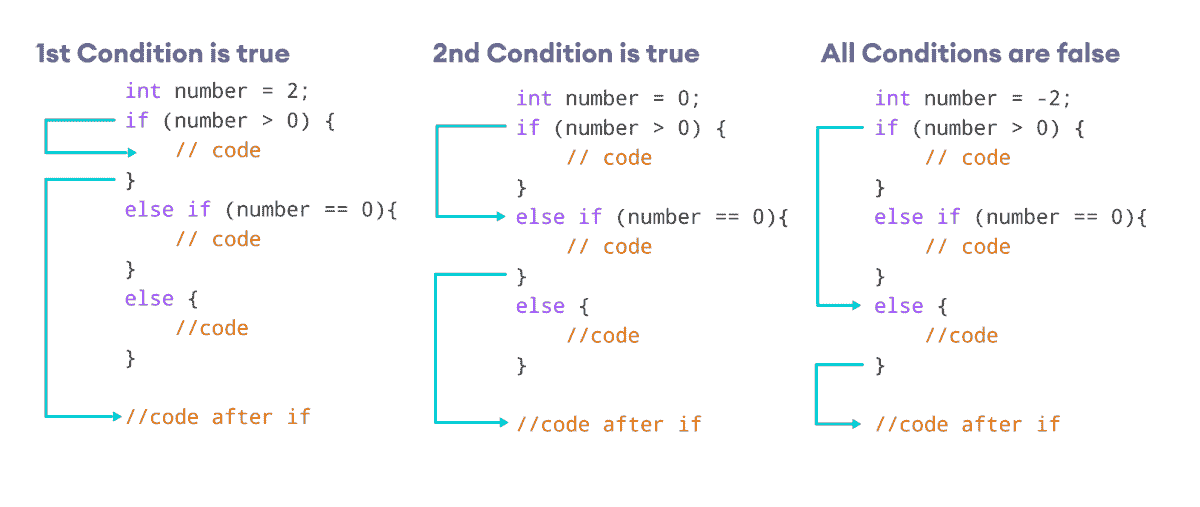 1st Condition is true
int number = 2;
if (number > 0) {
// code
}
else if (number == 0){
// code
}
else {
//code
}
//code after if
2nd Condition is true
int number = 0;
if (number > 0) {
// code
}
else if (number == 0){
// code
}
else {
//code
}
//code after if
All Conditions are false
int number = -2;
if (number > 0) {
// code
}
else if (number == 0){
// code
}
else {
//code
}
//code after if